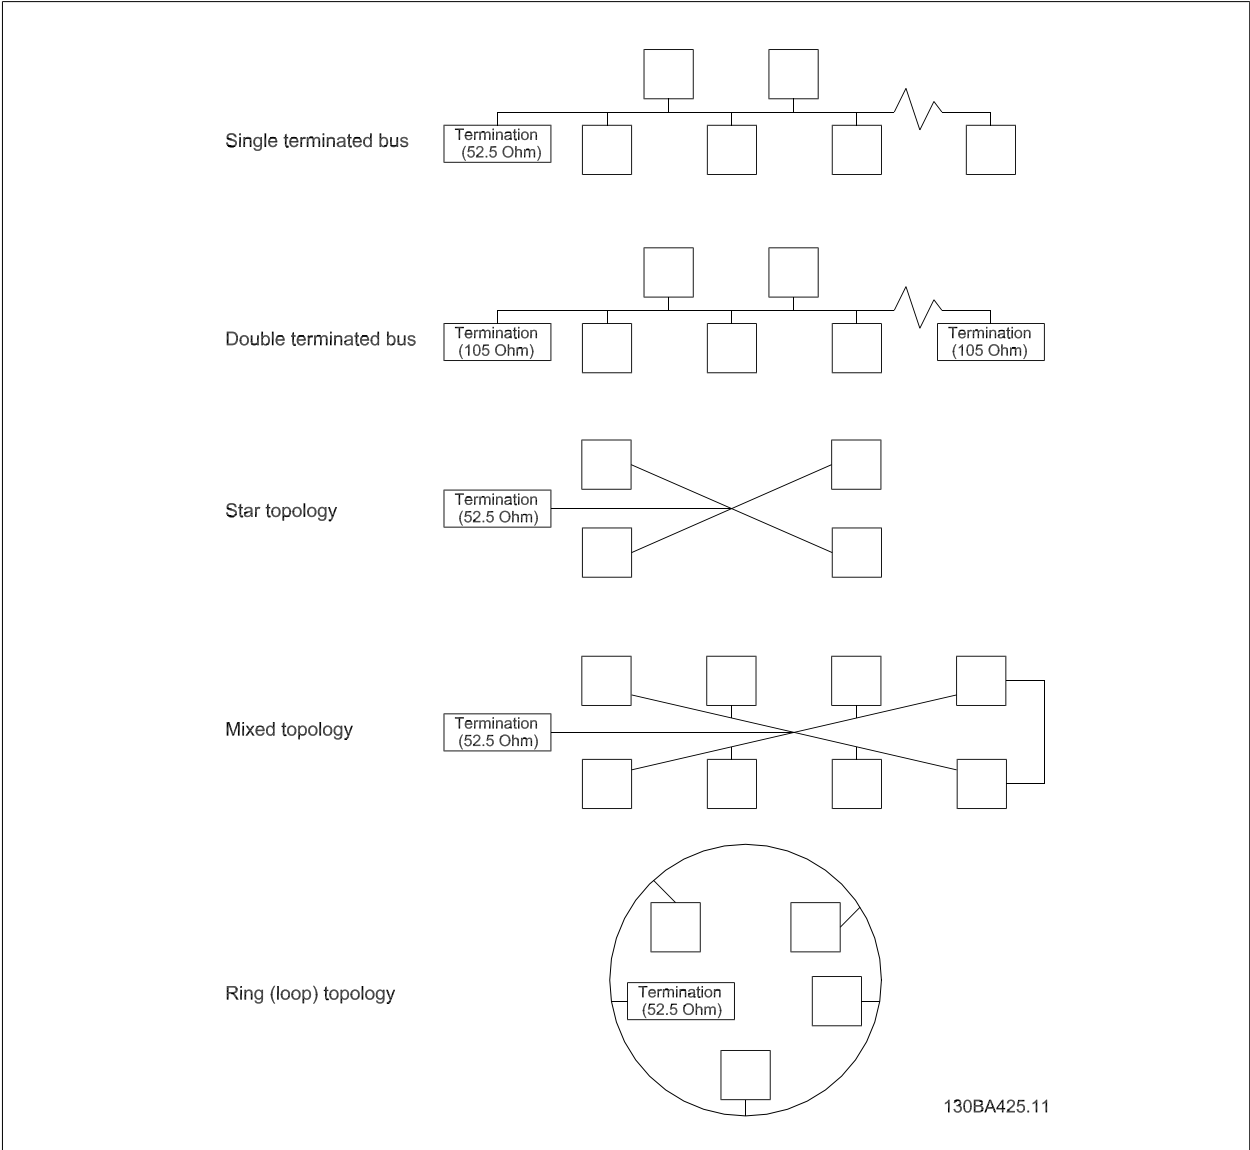 Single terminated bus
Termination
(52.5 Ohm)
Double terminated bus
Termination
(105 Ohm)
Termination
(105 Ohm)
Star topology
Termination
(52.5 Ohm)
Mixed topology
Termination
(52.5 Ohm)
Ring (loop) topology
Termination
(52.5 Ohm)
130BA425.11